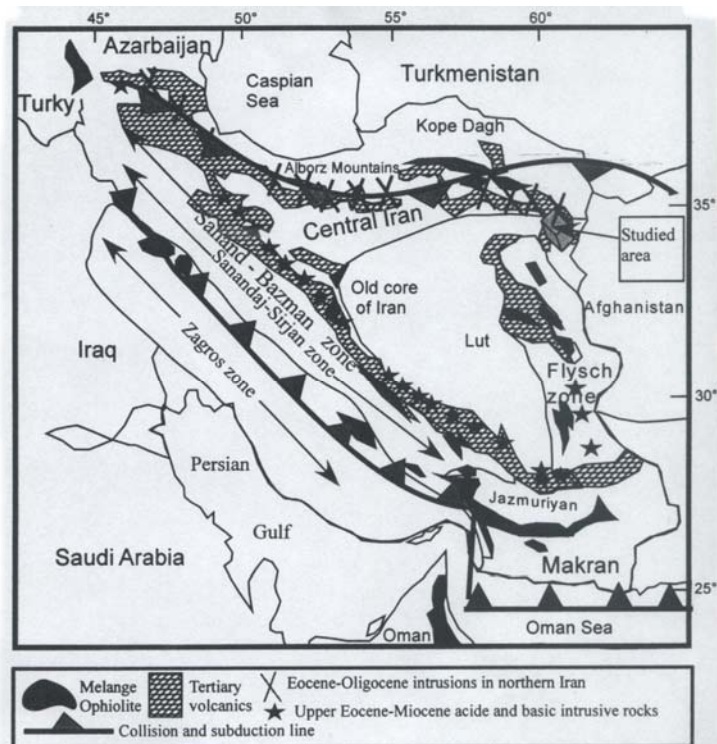 45°
50°
55°
60°
Azarbaijan
Caspian
Sea
Turkmenistan
Turky
Kope Dagh
Alborz Mountains
35°
Central Iran
Studied
area
Sahand - Bazman zone
Sanandaj-Sirjan zone
Old core
of Iran
Afghanistan
Iraq
Zagros zone
Lut
Flysch
zone
30°
Persian
Gulf
Jazmuriyan
Saudi Arabia
Makran
25°
Oman
Oman Sea
Melange
Ophiolite
Tertiary
volcanics
Eocene-Oligocene intrusions in northern Iran
Upper Eocene-Miocene acide and basic intrusive rocks
Collision and subduction line